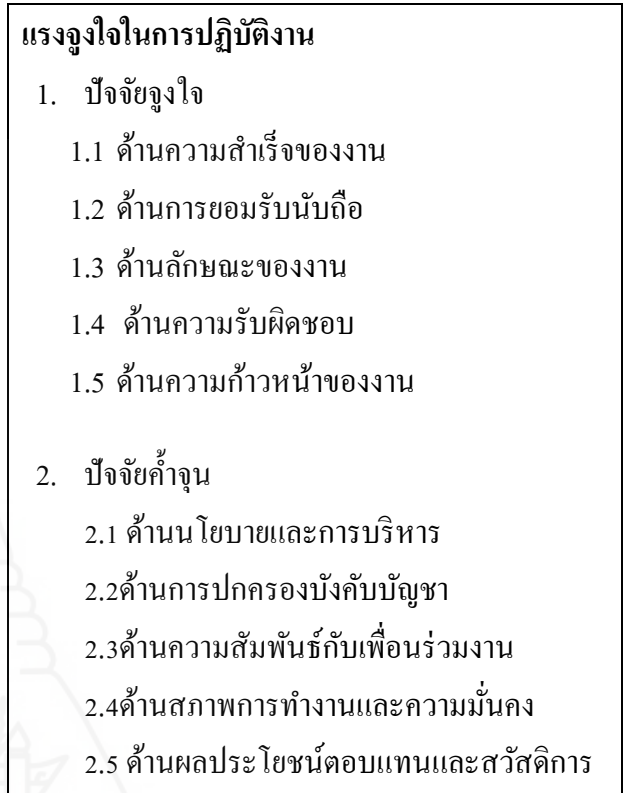 แรงจูงใจในการปฏิบัติงาน
1. ปัจจัยจูงใจ
1.1 ด้านความสำเร็จของงาน
1.2 ด้านการยอมรับนับถือ
1.3 ด้านลักษณะของงาน
1.4 ด้านความรับผิดชอบ
1.5 ด้านความก้าวหน้าของงาน
2. ปัจจัยค้ำจุน
2.1 ด้านนโยบายและการบริหาร
2.2ด้านการปกครองบังคับบัญชา
2.3ด้านความสัมพันธ์กับเพื่อนร่วมงาน
2.4ด้านสภาพการทำงานและความมั่นคง
2.5 ด้านผลประโยชน์ตอบแทนและสวัสดิการ